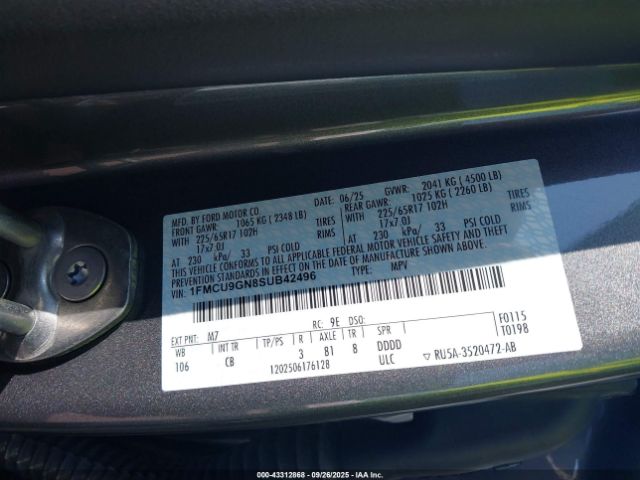 MFD. BY FORD MOTOR CO.
DATE: 06/25 GVWR: 2041 KG ( 4500 LB)
FRONT GAWR: 1065 KG ( 2348 LB) REAR GAWR: 1025 KG ( 2260 LB)
WITH 225/65R17 102H TIRES WITH 225/65R17 102H TIRES
17x7.0J RIMS 17x7.0J RIMS
AT 230 kPa/ 33 PSI COLD AT 230 kPa/ 33 PSI COLD
THIS VEHICLE CONFORMS TO ALL APPLICABLE FEDERAL MOTOR VEHICLE SAFETY AND THEFT
PREVENTION STANDARDS IN EFFECT ON THE DATE OF MANUFACTURE SHOWN ABOVE.
VIN: 1FMCU9GN8SUB42496 TYPE: MPV
EXT PNT: M7 RC: 9E DSO: F0115
WB INT TR TP/PS R AXLE TR SPR T0198
106 CB 3 81 8 DDDD
1202506176128 ULC ▽ RU5A-3520472-AB
000-43312868 09/26/2025 IAA, Inc.